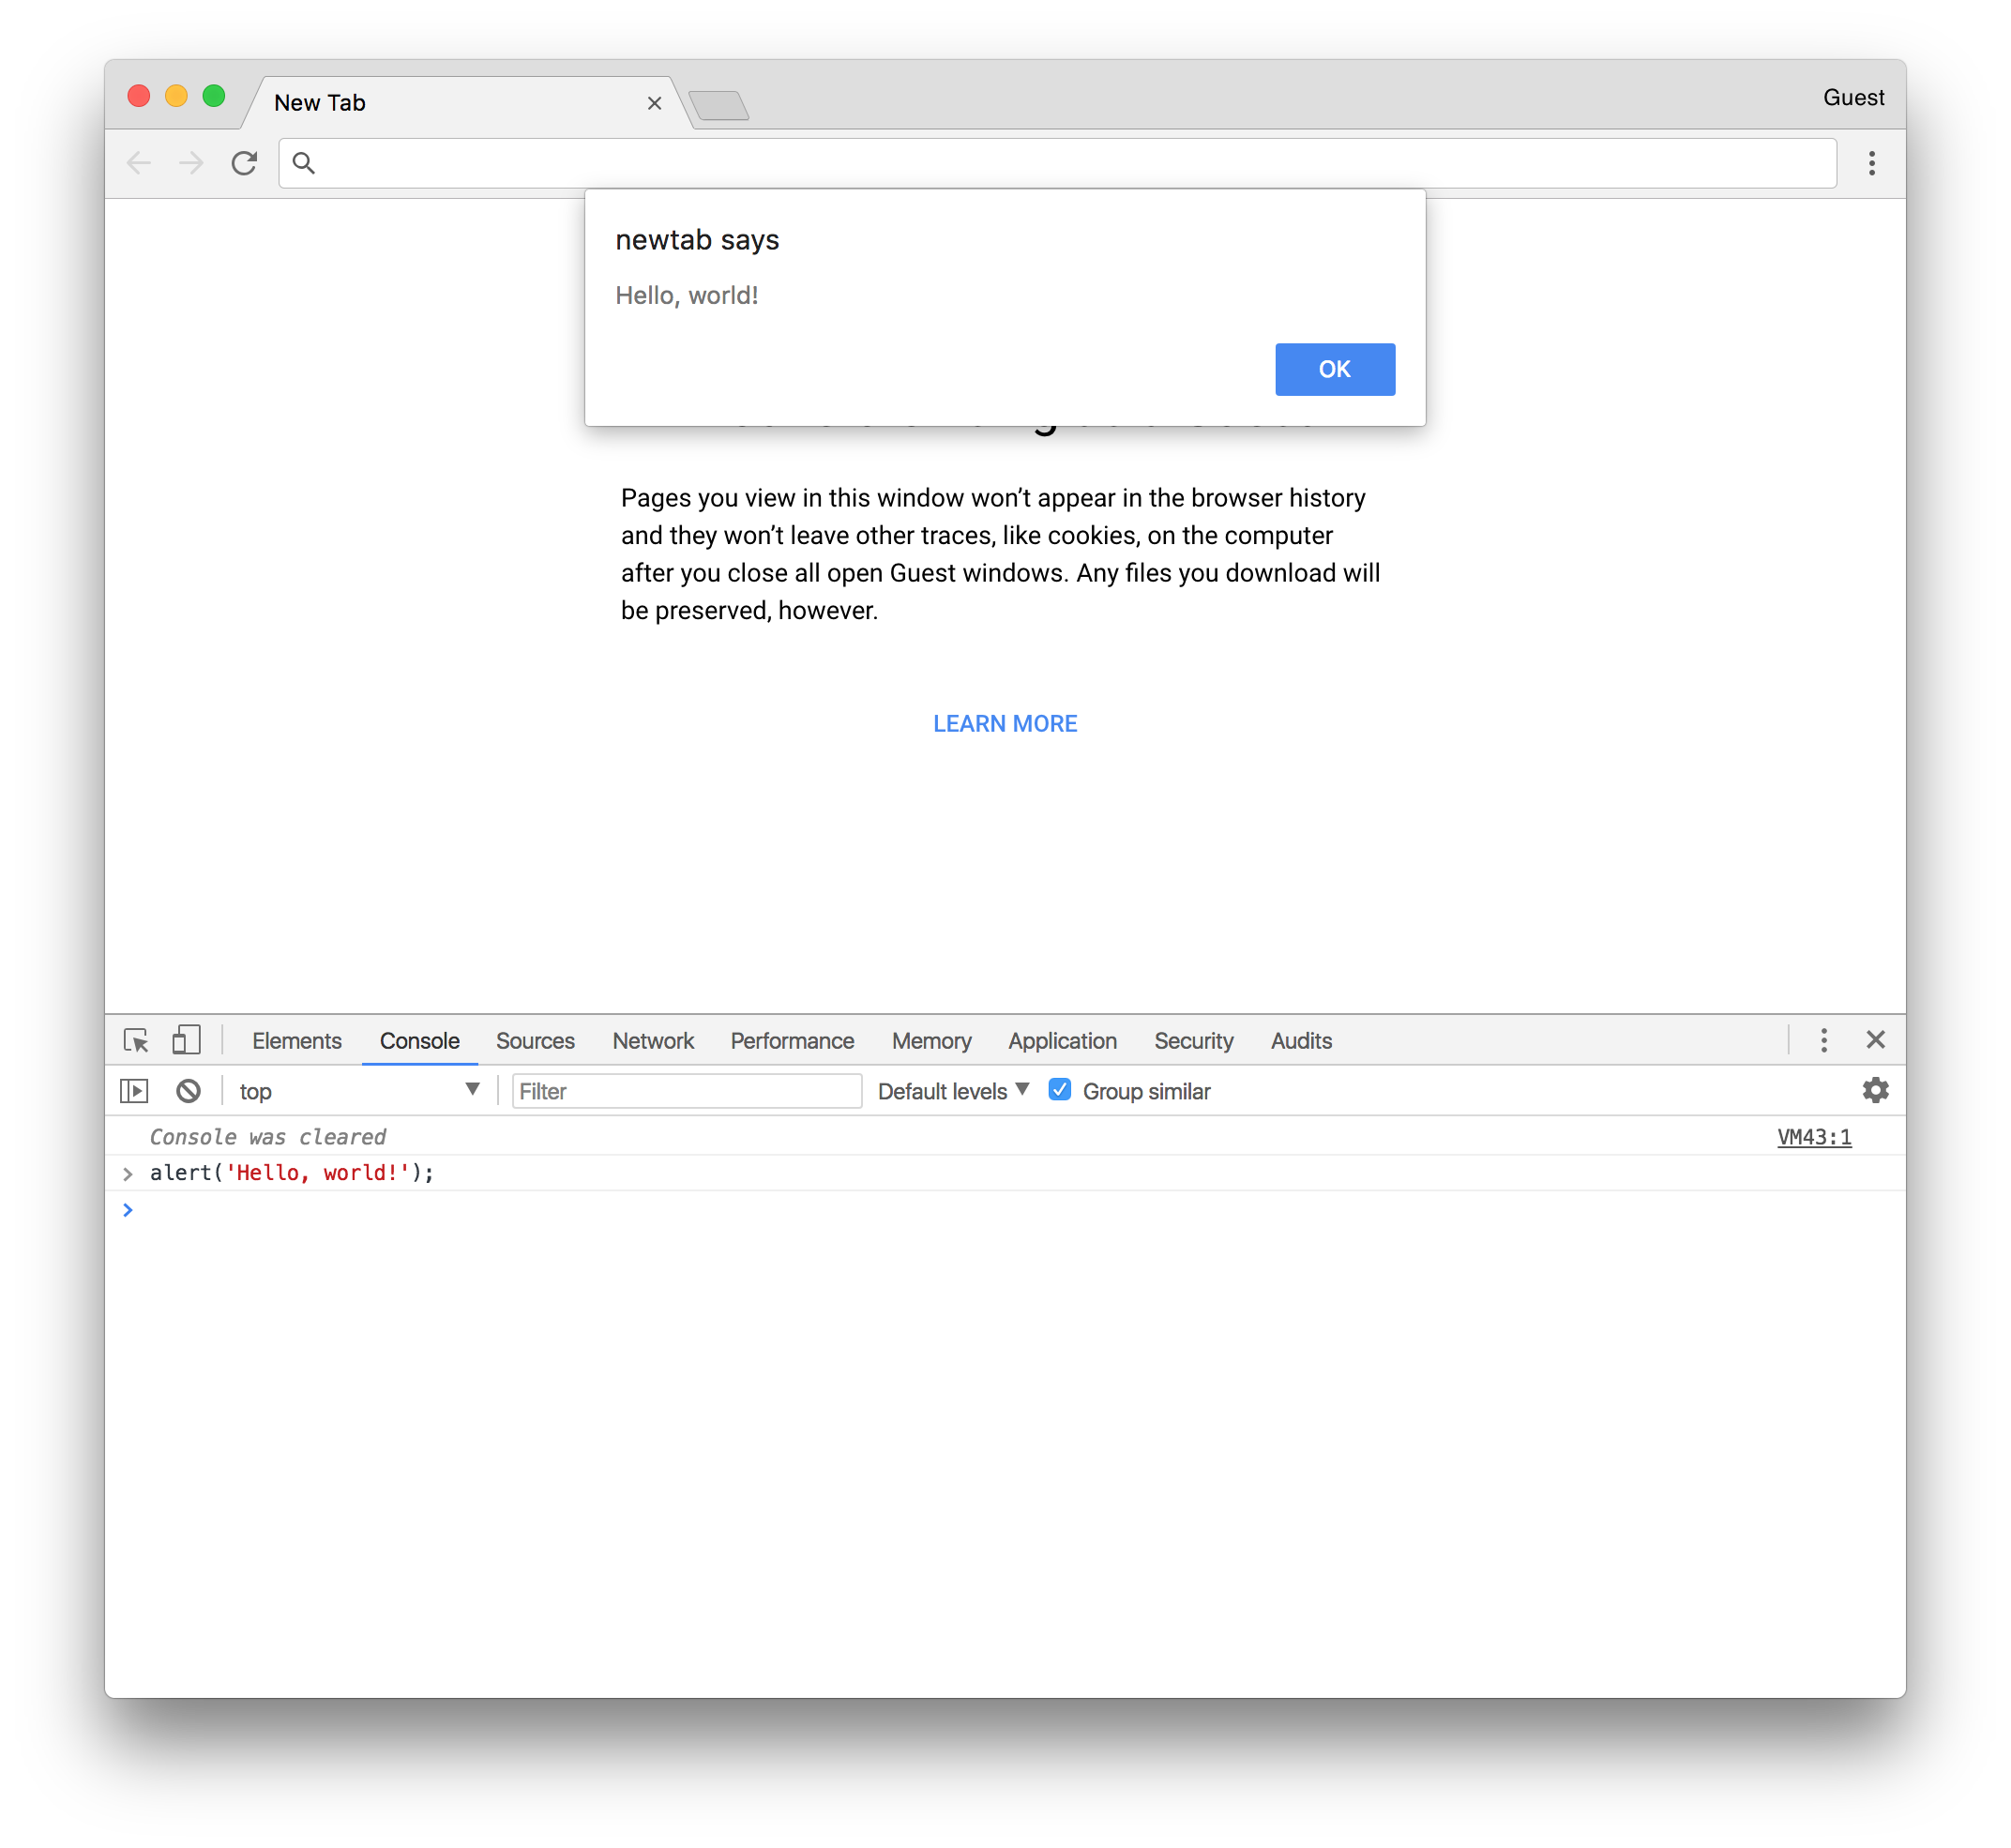 New Tab
Guest
newtab says
Hello, world!
OK
Pages you view in this window won’t appear in the browser history
and they won’t leave other traces, like cookies, on the computer
after you close all open Guest windows. Any files you download will
be preserved, however.
LEARN MORE
Elements Console Sources Network Performance Memory Application Security Audits
top Filter Default levels Group similar
Console was cleared VM43:1
alert('Hello, world!');